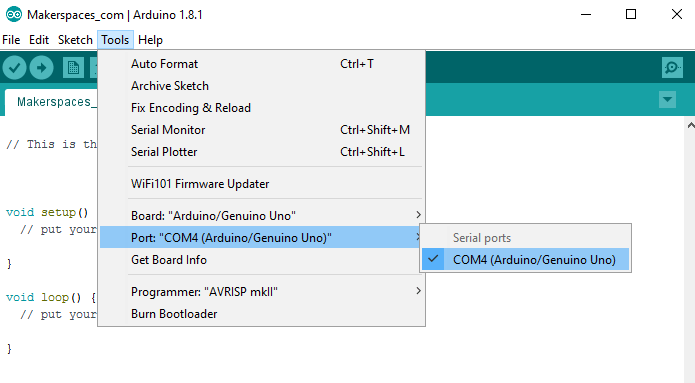 Makerspaces_com | Arduino 1.8.1
File Edit Sketch Tools Help
Auto Format Ctrl+T
Archive Sketch
Fix Encoding & Reload
Serial Monitor Ctrl+Shift+M
Serial Plotter Ctrl+Shift+L
WiFi101 Firmware Updater
Board: "Arduino/Genuino Uno"
Port: "COM4 (Arduino/Genuino Uno)"
Get Board Info
Programmer: "AVRISP mkII"
Burn Bootloader
Serial ports
COM4 (Arduino/Genuino Uno)
Makerspaces_
// This is th
void setup()
// put your
}
void loop() {
// put your
}